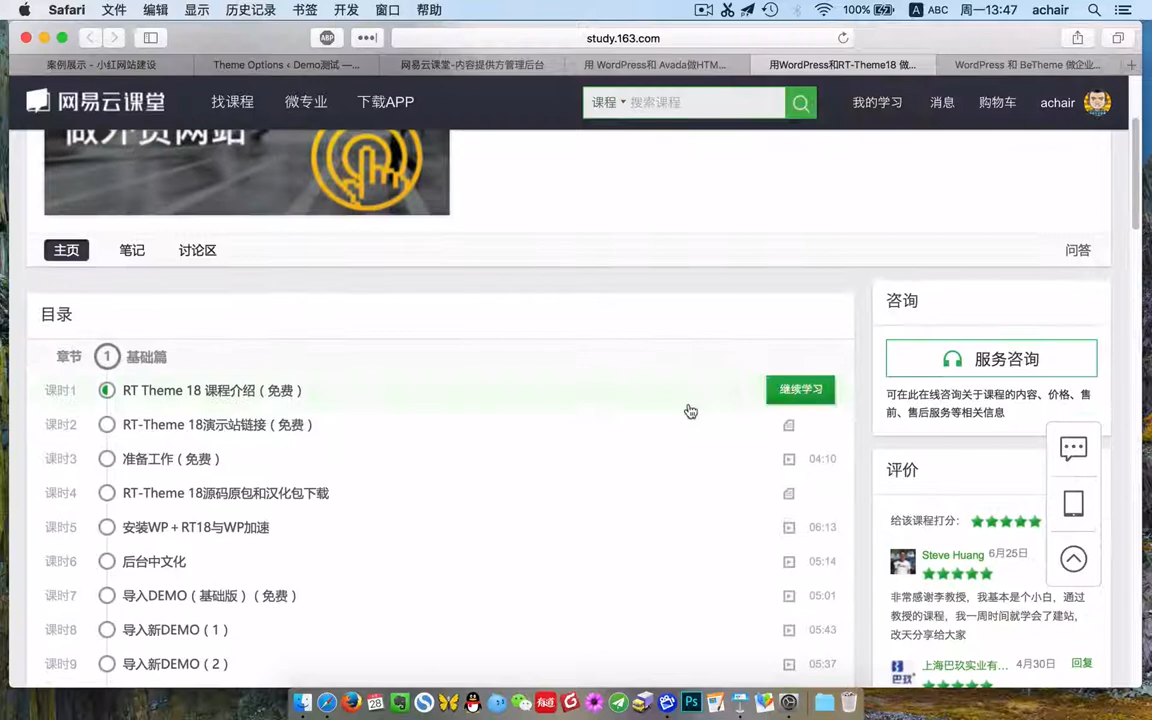 Safari 文件 编辑 显示 历史记录 书签 开发 窗口 帮助 100% A ABC 周一13:47 achair
ABP study.163.com
案例展示 - 小红网站建设 Theme Options ‹ Demo测试 —... 网易云课堂-内容提供方管理后台 用 WordPress和 Avada做HTM... 用WordPress和RT-Theme18 做... WordPress 和 BeTheme 做企业...
网易云课堂 找课程 微专业 下载APP 课程 搜索课程 我的学习 消息 购物车 achair
做外贸网站
主页 笔记 讨论区 问答
目录
章节 1 基础篇
课时1 RT Theme 18 课程介绍 ( 免费 ) 继续学习
课时2 RT-Theme 18演示站链接 ( 免费 )
课时3 准备工作 ( 免费 ) 04:10
课时4 RT-Theme 18源码原包和汉化包下载
课时5 安装WP + RT18与WP加速 06:13
课时6 后台中文化 05:14
课时7 导入DEMO ( 基础版 ) ( 免费 ) 05:01
课时8 导入新DEMO ( 1 ) 05:43
课时9 导入新DEMO ( 2 ) 05:37
咨询
服务咨询
可在此在线咨询关于课程的内容、价格、售
前、售后服务等相关信息
评价
给该课程打分:
Steve Huang 6月25日
非常感谢李教授，我基本是个小白，通过
教授的课程，我一周时间就学会了建站，
改天分享给大家
上海巴玖实业有... 4月30日 回复
巴玖
28 有道 Ps